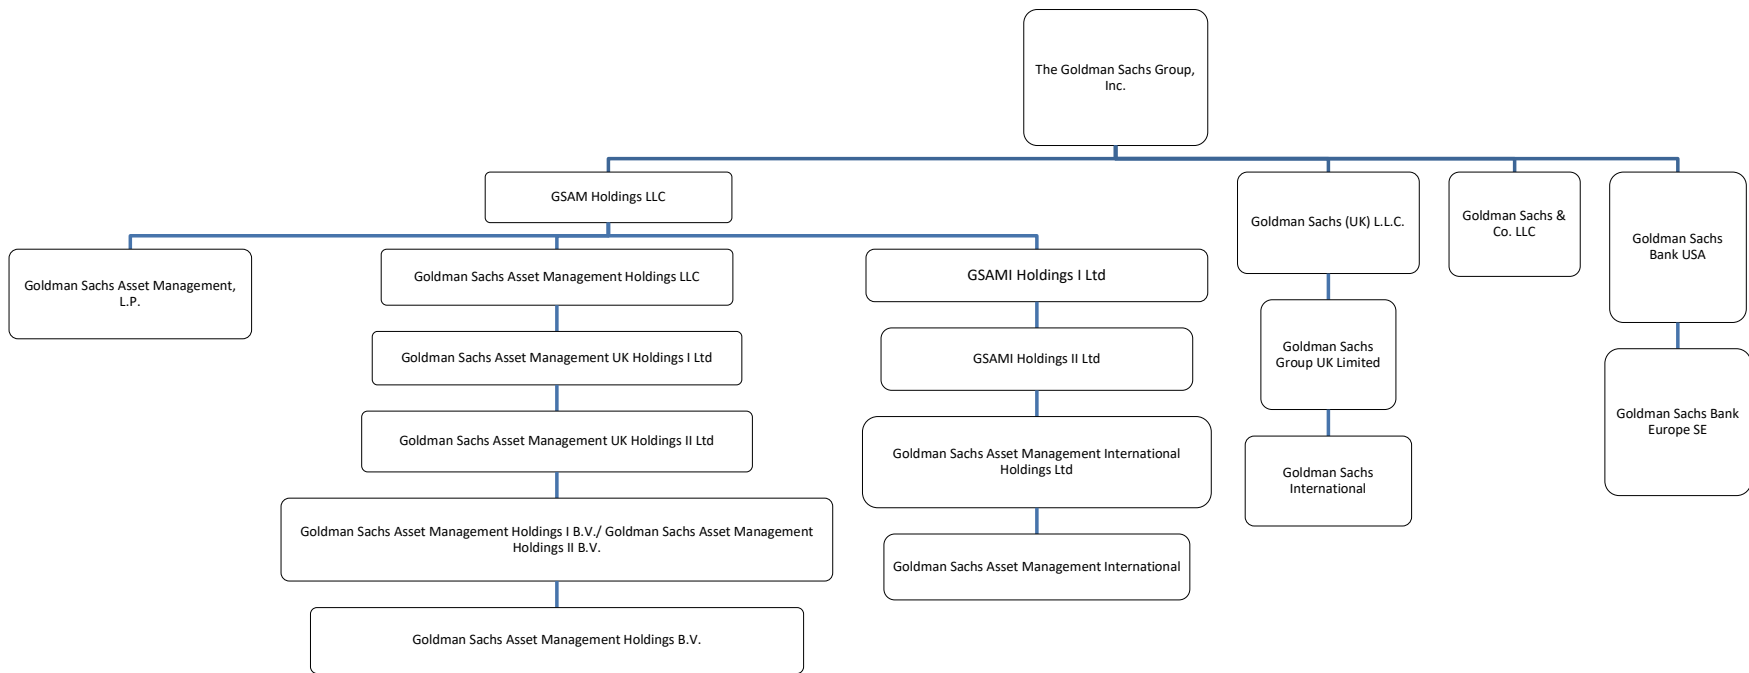 The Goldman Sachs Group,
Inc.
GSAM Holdings LLC
Goldman Sachs (UK) L.L.C.
Goldman Sachs &
Co. LLC
Goldman Sachs
Bank USA
Goldman Sachs Asset Management,
L.P.
Goldman Sachs Asset Management Holdings LLC
GSAMI Holdings I Ltd
Goldman Sachs Asset Management UK Holdings I Ltd
GSAMI Holdings II Ltd
Goldman Sachs
Group UK Limited
Goldman Sachs Bank
Europe SE
Goldman Sachs Asset Management UK Holdings II Ltd
Goldman Sachs Asset Management International
Holdings Ltd
Goldman Sachs
International
Goldman Sachs Asset Management Holdings I B.V./ Goldman Sachs Asset Management
Holdings II B.V.
Goldman Sachs Asset Management International
Goldman Sachs Asset Management Holdings B.V.